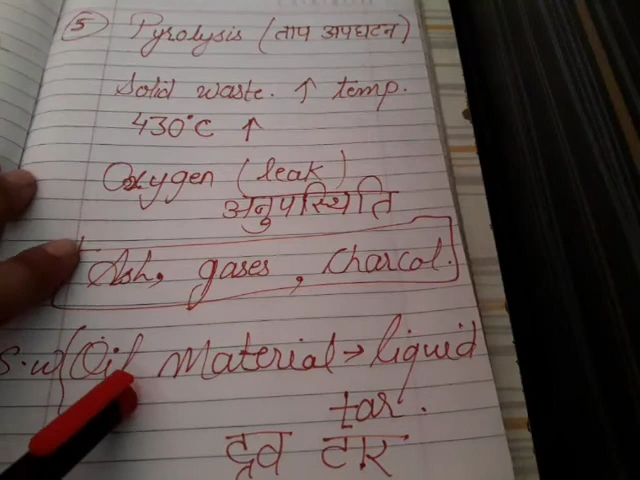 5 Pyrolysis (ताप अपघटन)
Solid waste. ↑ temp.
430°C ↑
Oxygen (leak)
अनुपस्थिति
Ash, gases, Charcol.
S.w { Oil Material → liquid
tar.
द्रव टार